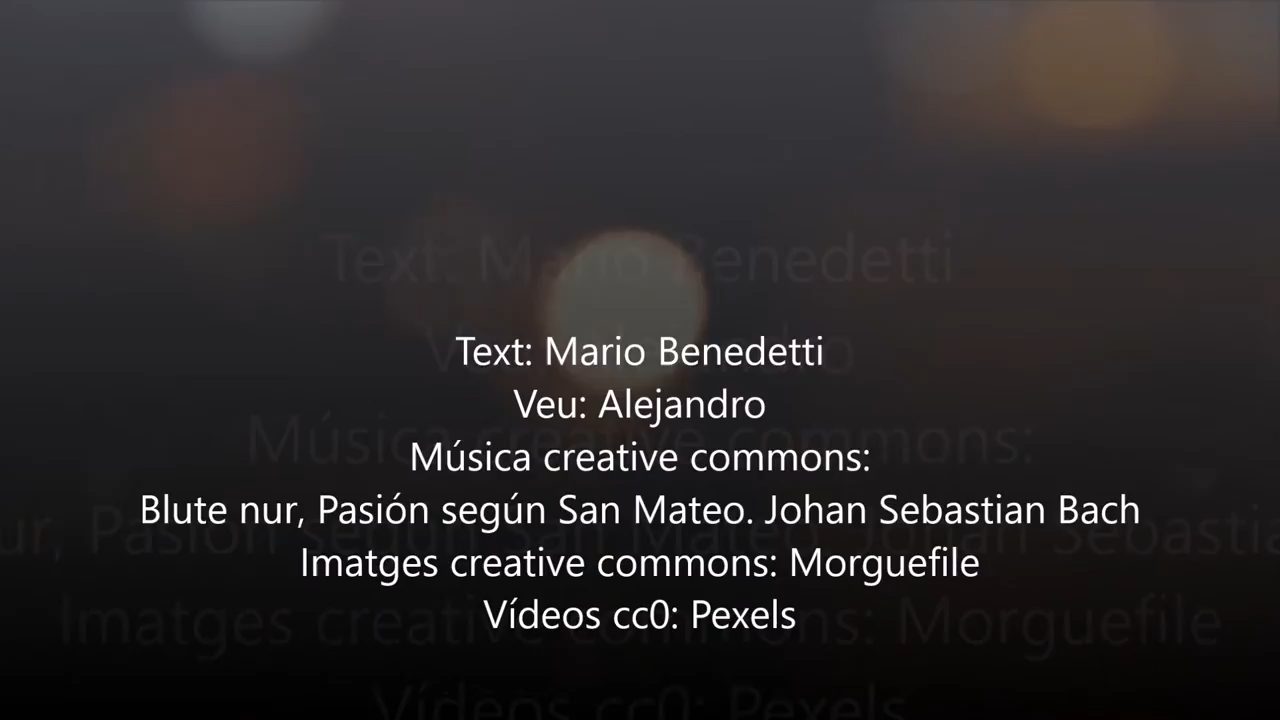 Text: Mario Benedetti
Veu: Alejandro
Música creative commons:
Blute nur, Pasión según San Mateo. Johan Sebastian Bach
Imatges creative commons: Morguefile
Vídeos cc0: Pexels